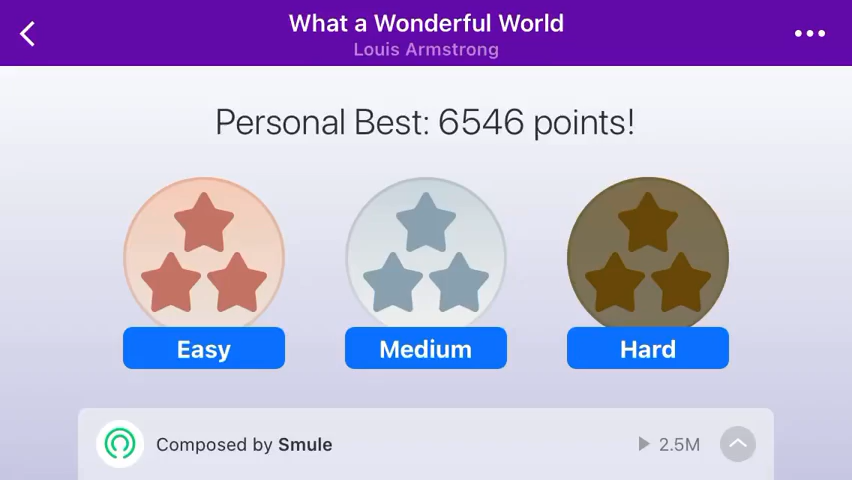 What a Wonderful World
Louis Armstrong
Personal Best: 6546 points!
Easy
Medium
Hard
Composed by Smule
2.5M